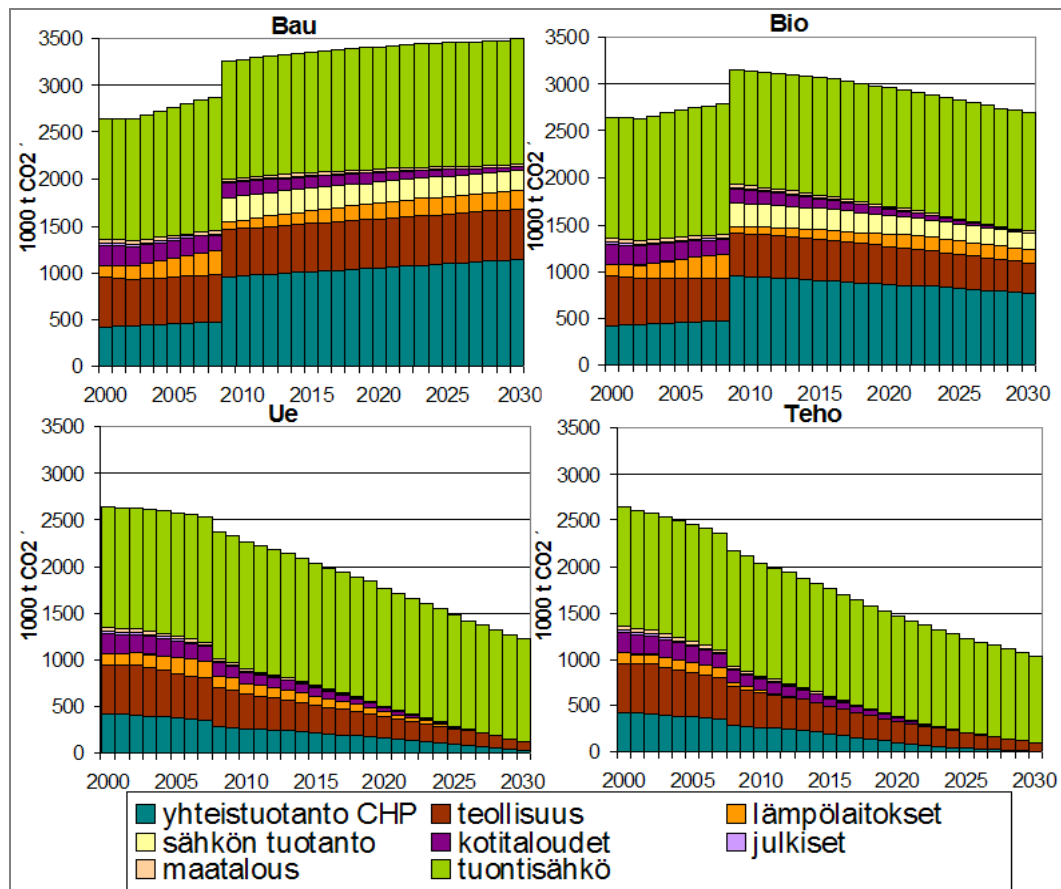 Bau
Bio
1000 t CO2 ´
3500
3000
2500
2000
1500
1000
500
0
2000 2005 2010 2015 2020 2025 2030
1000 t CO2 ´
3500
3000
2500
2000
1500
1000
500
0
2000 2005 2010 2015 2020 2025 2030
Ue
Teho
1000 t CO2 ´
3500
3000
2500
2000
1500
1000
500
0
2000 2005 2010 2015 2020 2025 2030
1000 t CO2 ´
3500
3000
2500
2000
1500
1000
500
0
2000 2005 2010 2015 2020 2025 2030
yhteistuotanto CHP teollisuus lämpölaitokset
sähkön tuotanto kotitaloudet julkiset
maatalous tuontisähkö